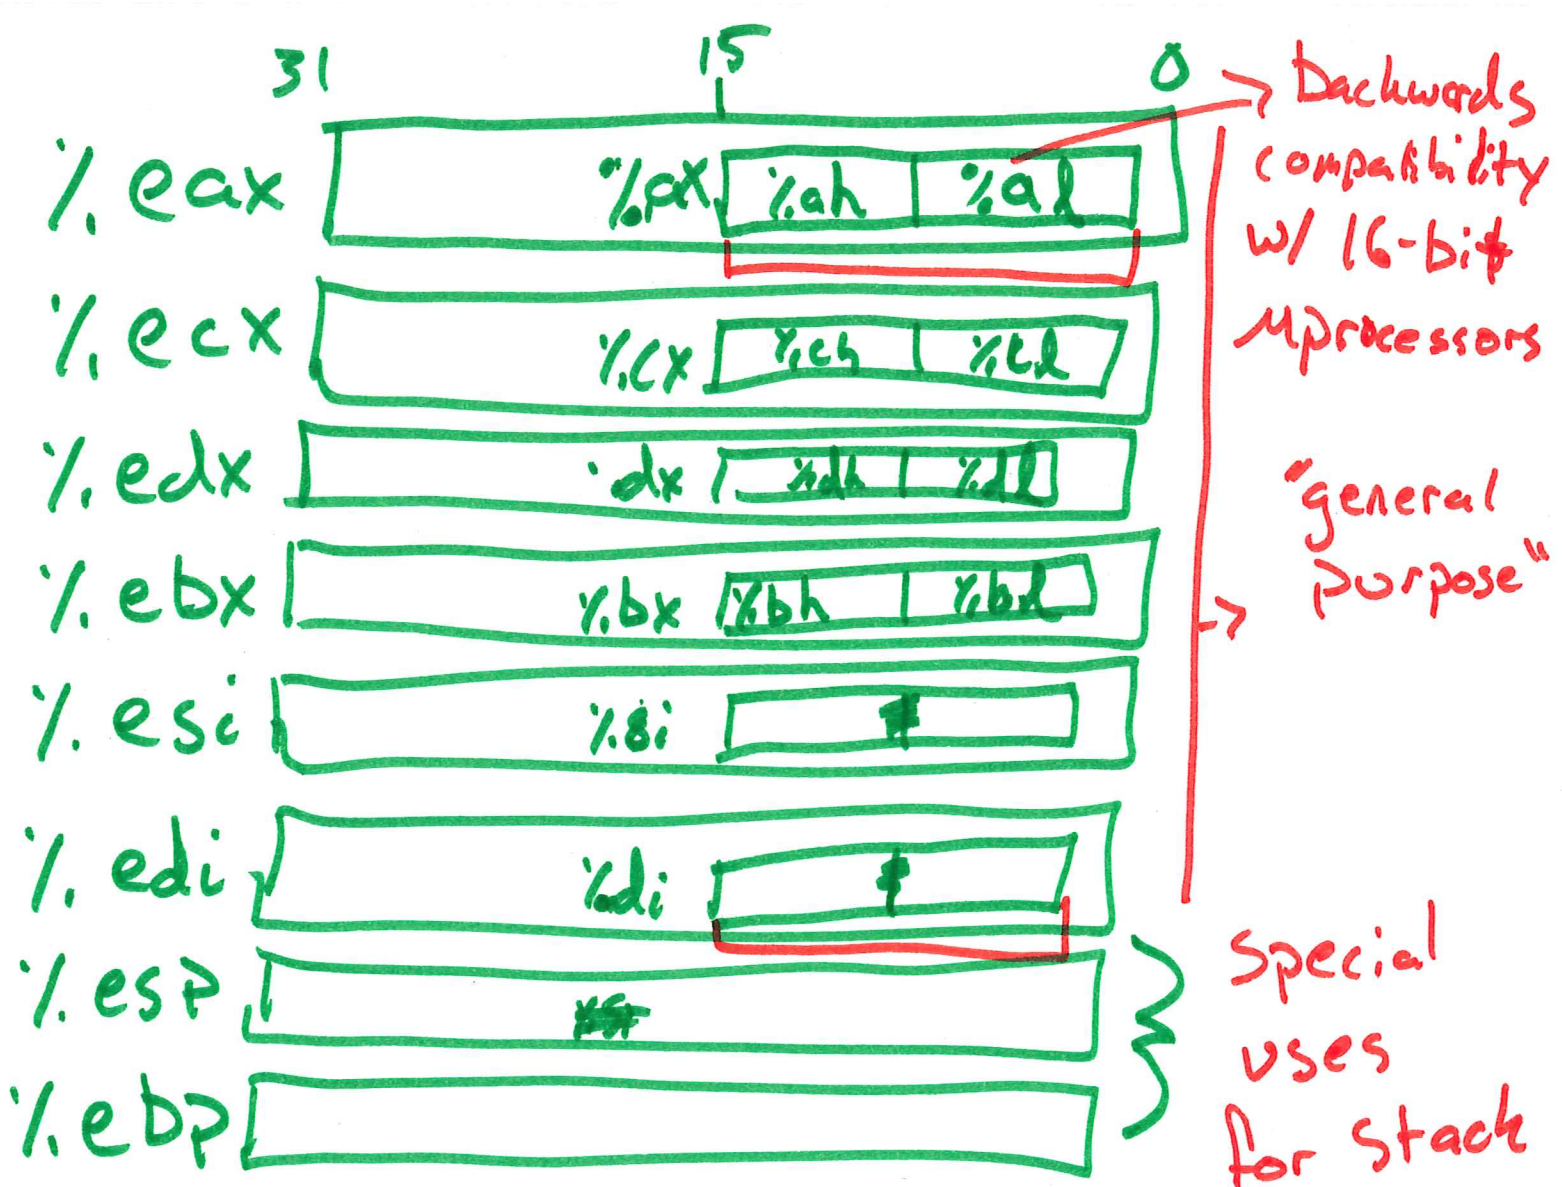 31 15 0
%eax %ax %ah %al
%ecx %cx %ch %cl
%edx %dx %dh %dl
%ebx %bx %bh %bl
%esi %si
%edi %di
%esp
%ebp
Backwards
compatibility
w/ 16-bit
μprocessors
"general
purpose"
special
uses
for stack